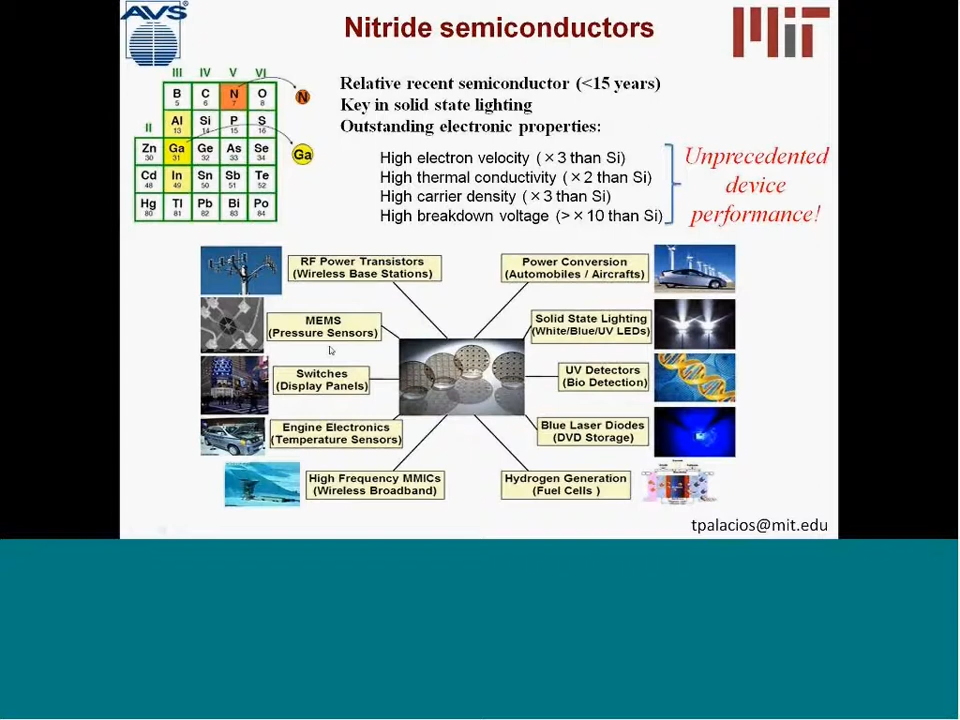 AVS
Nitride semiconductors
MIT
III IV V VI
B C N O
5 6 7 8
N
Al Si P S
13 14 15 16
II
Zn Ga Ge As Se
30 31 32 33 34
Ga
Cd In Sn Sb Te
48 49 50 51 52
Hg Tl Pb Bi Po
80 81 82 83 84
Relative recent semiconductor (<15 years)
Key in solid state lighting
Outstanding electronic properties:
High electron velocity (×3 than Si)
High thermal conductivity (×2 than Si)
High carrier density (×3 than Si)
High breakdown voltage (>×10 than Si)
Unprecedented
device
performance!
RF Power Transistors
(Wireless Base Stations)
Power Conversion
(Automobiles / Aircrafts)
MEMS
(Pressure Sensors)
Solid State Lighting
(White/Blue/UV LEDs)
Switches
(Display Panels)
UV Detectors
(Bio Detection)
Engine Electronics
(Temperature Sensors)
Blue Laser Diodes
(DVD Storage)
High Frequency MMICs
(Wireless Broadband)
Hydrogen Generation
(Fuel Cells )
tpalacios@mit.edu